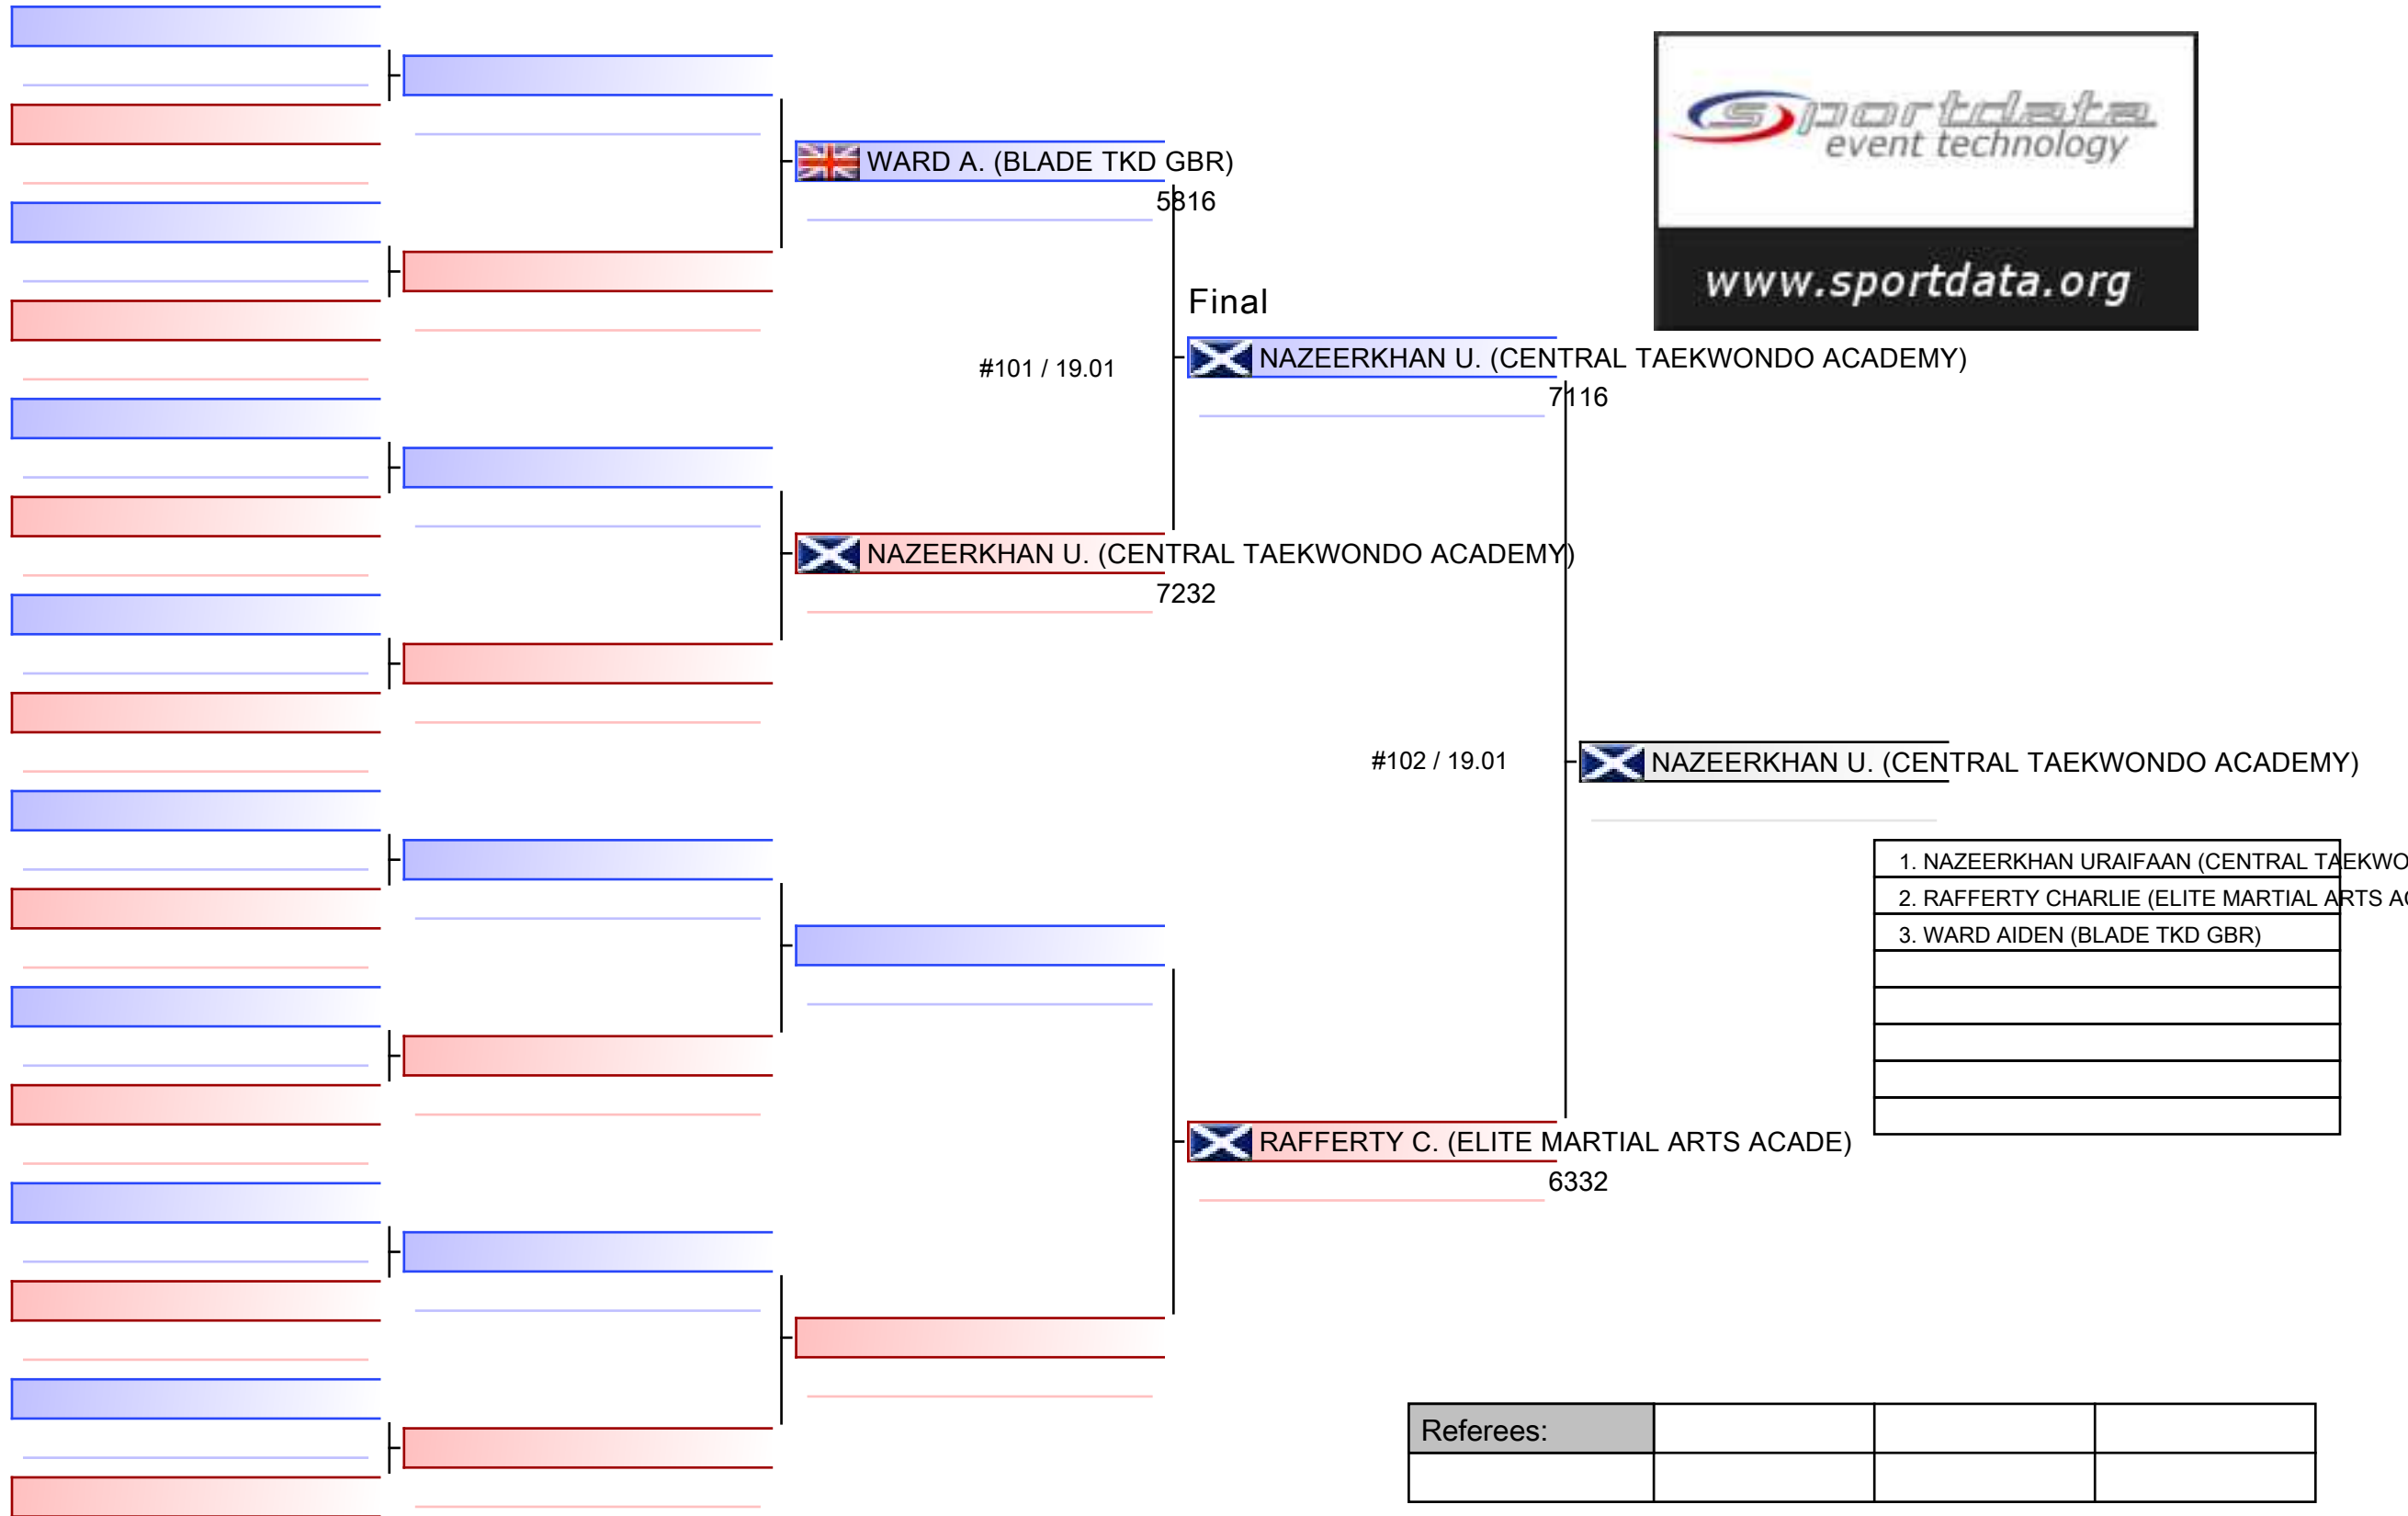 sportdata
event technology
www.sportdata.org
WARD A. (BLADE TKD GBR)
5816
Final
#101 / 19.01
NAZEERKHAN U. (CENTRAL TAEKWONDO ACADEMY)
7116
NAZEERKHAN U. (CENTRAL TAEKWONDO ACADEMY)
7232
#102 / 19.01
NAZEERKHAN U. (CENTRAL TAEKWONDO ACADEMY)
1. NAZEERKHAN URAIFAAN (CENTRAL TAEKWO
2. RAFFERTY CHARLIE (ELITE MARTIAL ARTS AC
3. WARD AIDEN (BLADE TKD GBR)
RAFFERTY C. (ELITE MARTIAL ARTS ACADE)
6332
Referees: